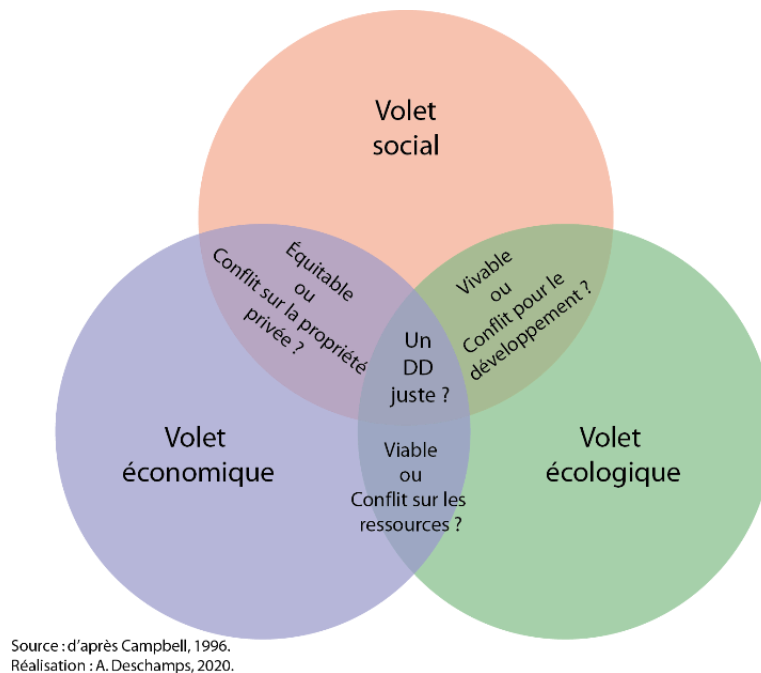 Volet
social
Équitable
ou
Conflit sur la propriété
privée ?
Vivable
ou
Conflit pour le
développement ?
Un
DD
juste ?
Volet
économique
Viable
ou
Conflit sur les
ressources ?
Volet
écologique
Source : d'après Campbell, 1996.
Réalisation : A. Deschamps, 2020.